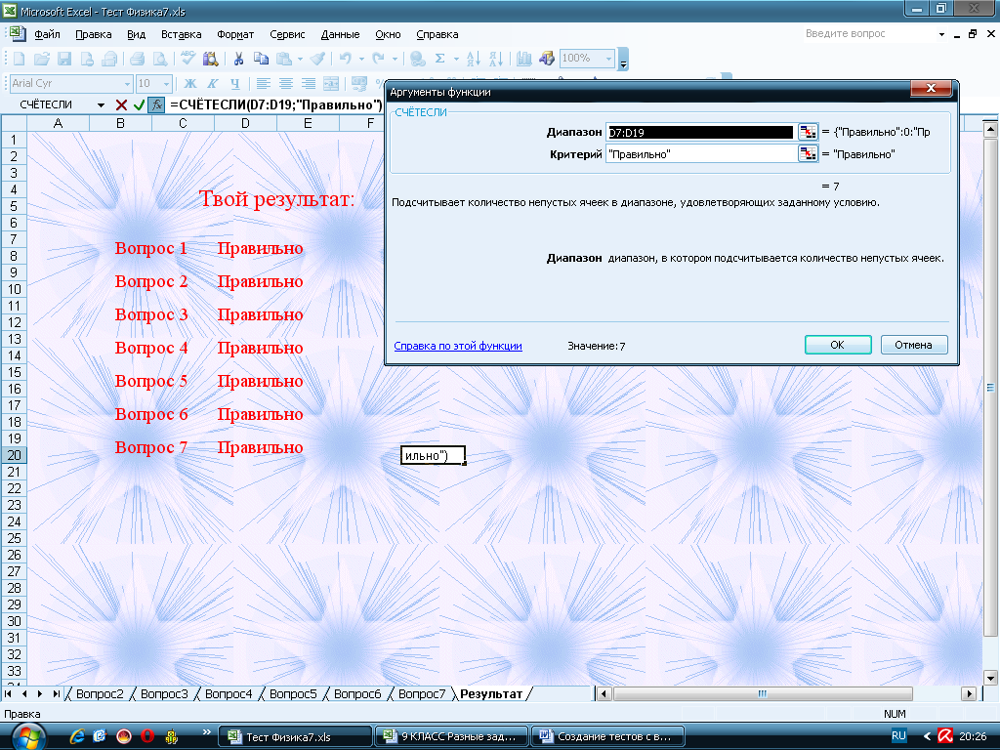 Microsoft Excel - Тест Физика7.xls
Файл Правка Вид Вставка Формат Сервис Данные Окно Справка
Введите вопрос
100%
Arial Cyr 10 Ж К Ч
СЧЁТЕСЛИ =СЧЁТЕСЛИ(D7:D19;"Правильно")
A B C D E F
Аргументы функции
СЧЁТЕСЛИ
Диапазон D7:D19 = {"Правильно":0:"Пр
Критерий "Правильно" = "Правильно"
= 7
Подсчитывает количество непустых ячеек в диапазоне, удовлетворяющих заданному условию.
Диапазон диапазон, в котором подсчитывается количество непустых ячеек.
Справка по этой функции Значение:7 OK Отмена
1
2
3
4
5
6
7
8
9
10
11
12
13
14
15
16
17
18
19
20
21
22
23
24
25
26
27
28
29
30
31
32
33
Твой результат:
Вопрос 1 Правильно
Вопрос 2 Правильно
Вопрос 3 Правильно
Вопрос 4 Правильно
Вопрос 5 Правильно
Вопрос 6 Правильно
Вопрос 7 Правильно
ильно")
Вопрос2 Вопрос3 Вопрос4 Вопрос5 Вопрос6 Вопрос7 Результат
Правка NUM
Тест Физика7.xls 9 КЛАСС Разные зад... Создание тестов с в... RU 20:26